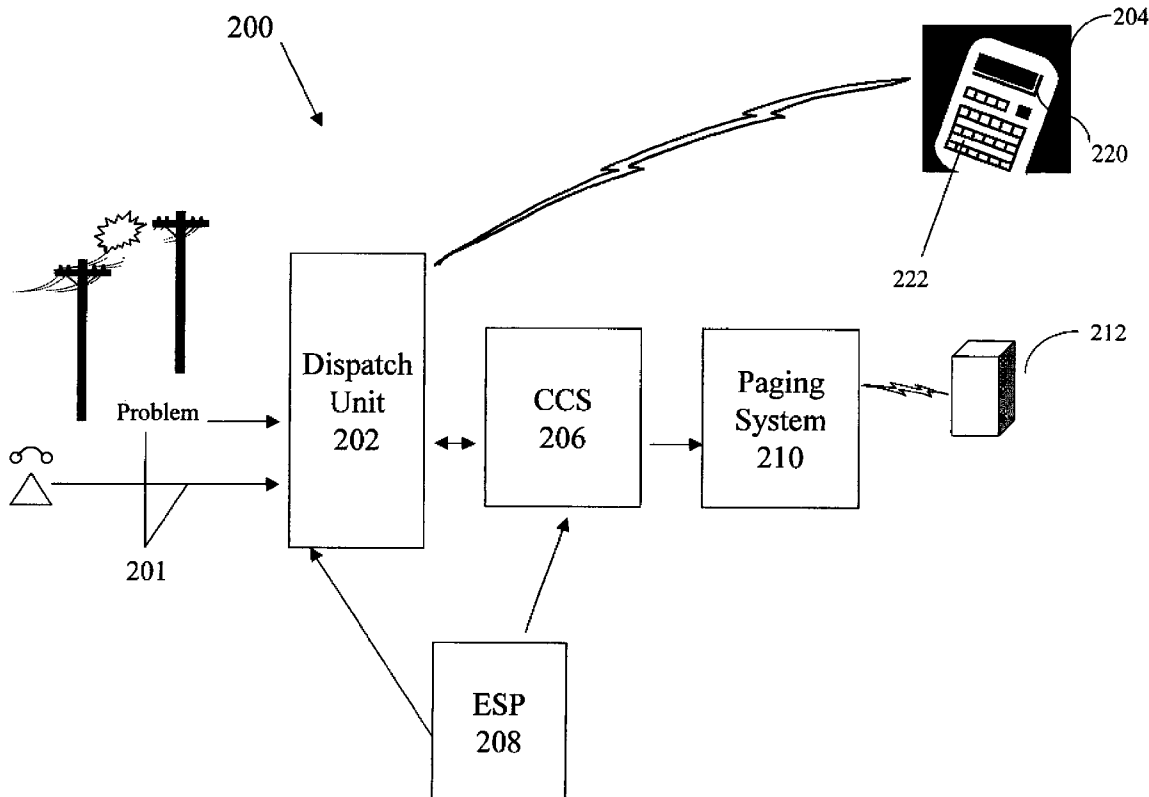 200
204
220
222
212
Dispatch
Unit
202
CCS
206
Paging
System
210
Problem
201
ESP
208